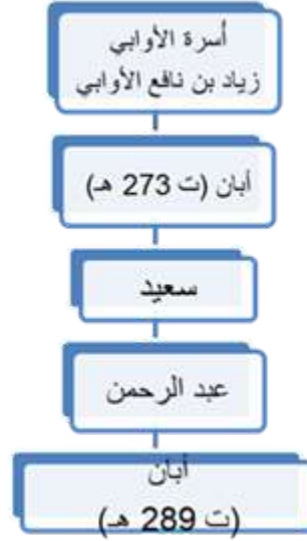 أسرة الأوابي
زياد بن نافع الأوابي
أبان (ت 273 هـ)
سعيد
عبد الرحمن
أبان
(ت 289 هـ)